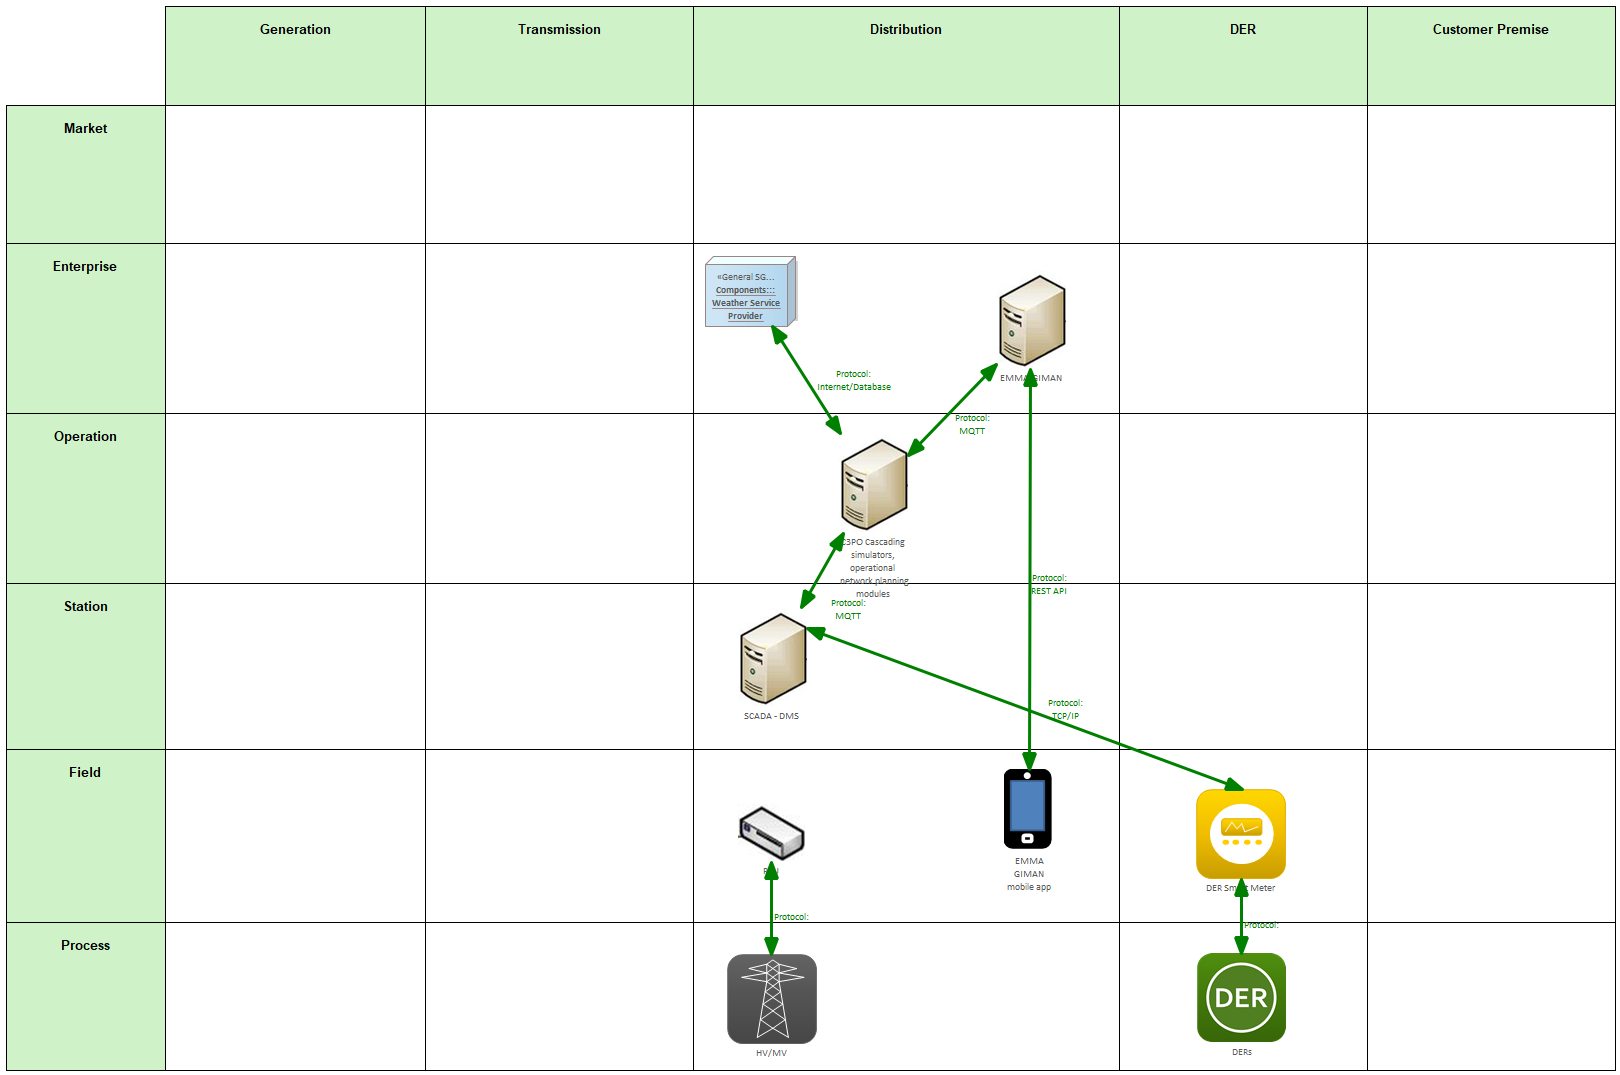 Generation
Transmission
Distribution
DER
Customer Premise
Market
Enterprise
«General SG...
Components:::
Weather Service
Provider
Protocol:
Internet/Database
EMMA GIMAN
Operation
Protocol:
MQTT
C3PO Cascading
simulators,
operational
network planning
modules
Station
Protocol:
MQTT
Protocol:
REST API
SCADA - DMS
Protocol:
TCP/IP
Field
EMMA
GIMAN
mobile app
DER Smart Meter
Protocol:
Protocol:
Process
DER
HV/MV
DERs